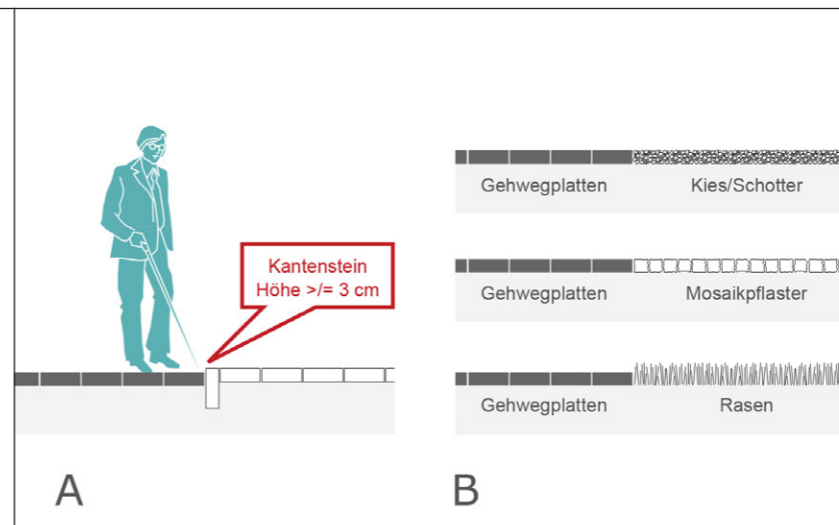 Kantenstein
Höhe >/= 3 cm
A
Gehwegplatten Kies/Schotter
Gehwegplatten Mosaikpflaster
Gehwegplatten Rasen
B